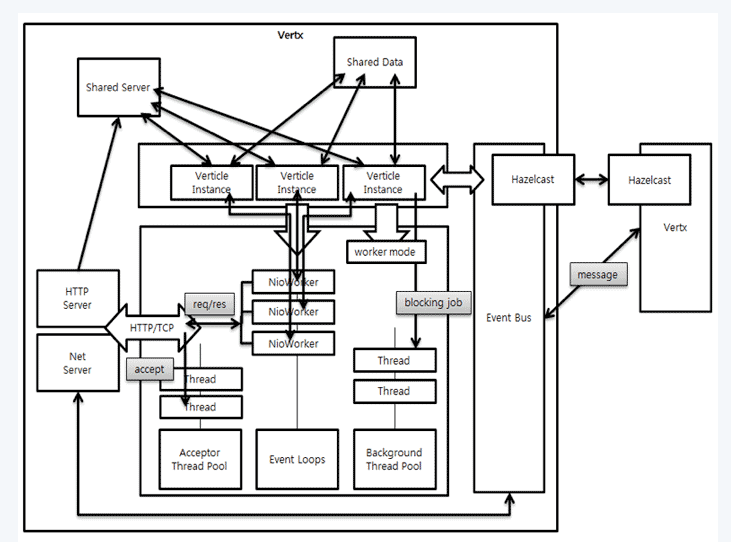 Vertx
Shared Server
Shared Data
Verticle
Instance
Verticle
Instance
Verticle
Instance
Hazelcast
Hazelcast
Vertx
worker mode
message
HTTP
Server
req/res
NioWorker
blocking job
NioWorker
Event Bus
HTTP/TCP
NioWorker
Net
Server
accept
Thread
Thread
Thread
Thread
Acceptor
Thread Pool
Event Loops
Background
Thread Pool